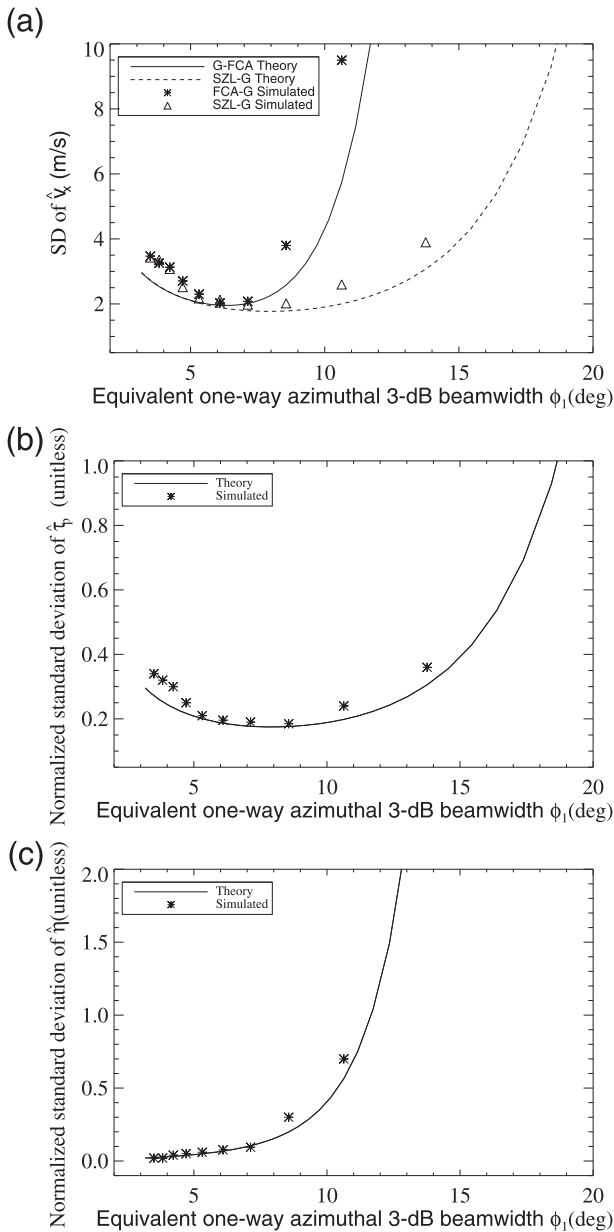 (a)
10
8
6
4
2
SD of v̂ₓ (m/s)
G-FCA Theory
SZL-G Theory
FCA-G Simulated
SZL-G Simulated
5 10 15 20
Equivalent one-way azimuthal 3-dB beamwidth ϕ₁(deg)
(b)
1.0
0.8
0.6
0.4
0.2
Normalized standard deviation of τ̂ₚ (unitless)
Theory
Simulated
5 10 15 20
Equivalent one-way azimuthal 3-dB beamwidth ϕ₁(deg)
(c)
2.0
1.5
1.0
0.5
0.0
Normalized standard deviation of η̂(unitless)
Theory
Simulated
5 10 15 20
Equivalent one-way azimuthal 3-dB beamwidth ϕ₁(deg)